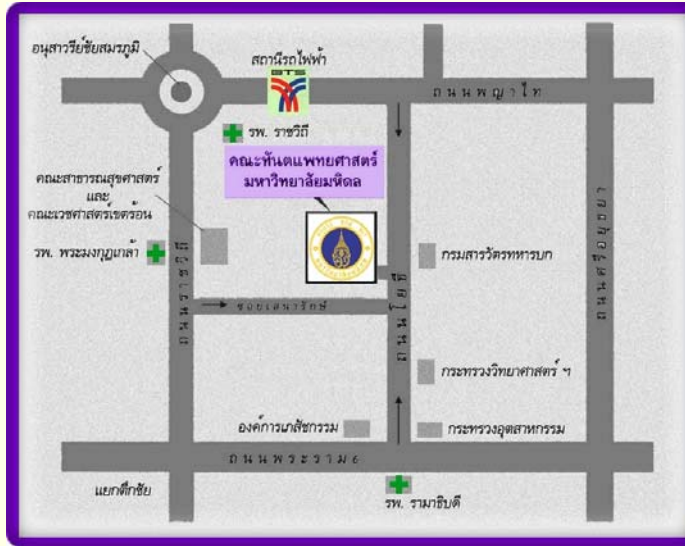 อนุสาวรีย์ชัยสมรภูมิ
สถานีรถไฟฟ้า
BTS
ถนนพญาไท
รพ. ราชวิถี
คณะทันตแพทยศาสตร์
มหาวิทยาลัยมหิดล
คณะสาธารณสุขศาสตร์
และ
คณะเวชศาสตร์เขตร้อน
รพ. พระมงกุฎเกล้า
ถนนราชวิถี
กรมสารวัตรทหารบก
ถนนศรีอยุธยา
ซอยเสนารักษ์
ถนนโยธี
กระทรวงวิทยาศาสตร์ ฯ
องค์การเภสัชกรรม
กระทรวงอุตสาหกรรม
ถนนพระราม๖
แยกตึกชัย
รพ. รามาธิบดี